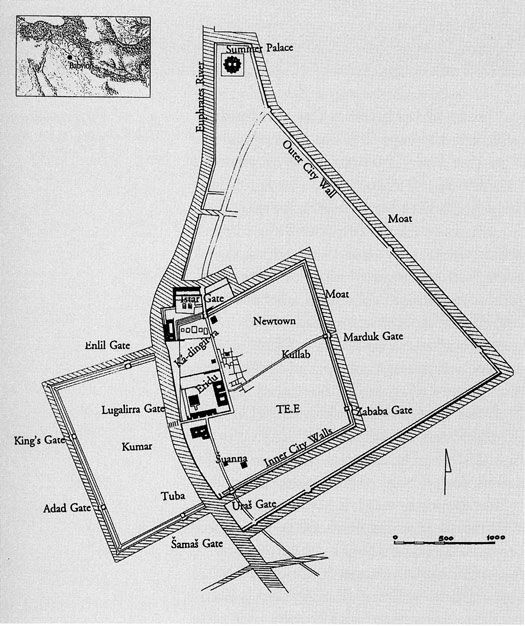 Babylon
Summer Palace
Euphrates River
Outer City Wall
Moat
Istar Gate
Moat
Newtown
Ka-dingirra
Marduk Gate
Enlil Gate
Kullab
Eridu
Lugalirra Gate
TE.E
Zababa Gate
King's Gate
Kumar
Šuanna
Inner City Walls
Tuba
Adad Gate
Uraš Gate
Šamaš Gate
0 500 1000